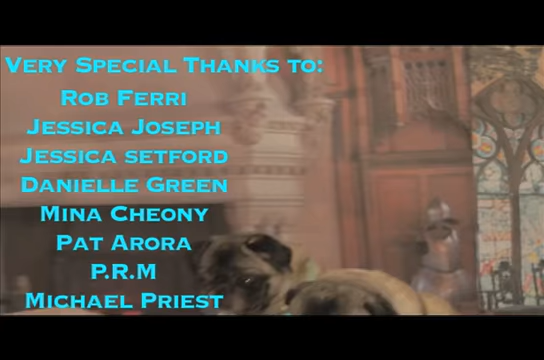 Very Special Thanks to:
Rob Ferri
Jessica Joseph
Jessica setford
Danielle Green
Mina Cheony
Pat Arora
P.R.M
Michael Priest